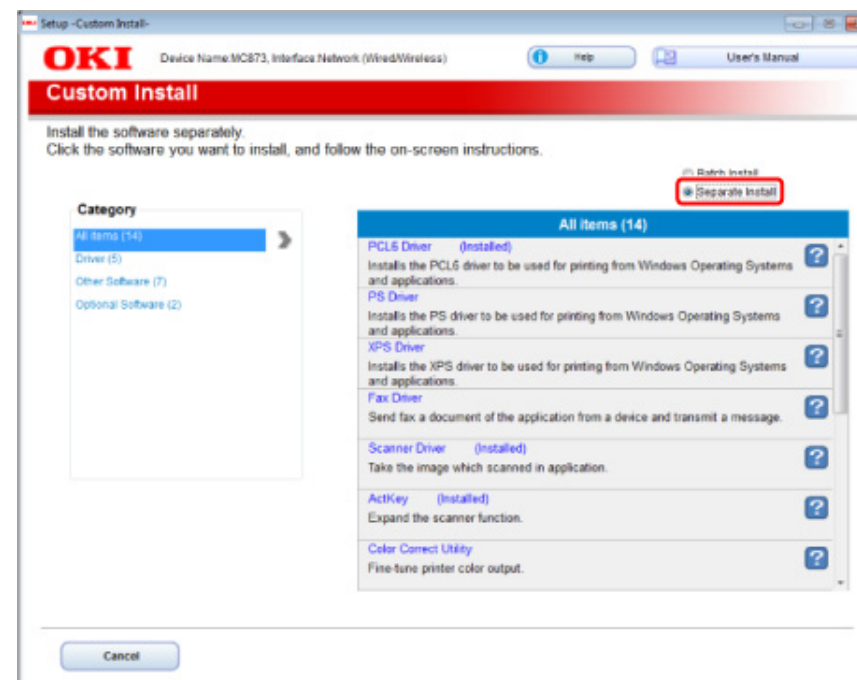 Setup -Custom Install-
OKI
Device Name:MC873, Interface:Network (Wired/Wireless)
Help
User's Manual
Custom Install
Install the software separately.
Click the software you want to install, and follow the on-screen instructions.
Batch Install
Separate Install
Category
All items (14)
Driver (5)
Other Software (7)
Optional Software (2)
All items (14)
PCL6 Driver (Installed)
Installs the PCL6 driver to be used for printing from Windows Operating Systems
and applications.
PS Driver
Installs the PS driver to be used for printing from Windows Operating Systems
and applications.
XPS Driver
Installs the XPS driver to be used for printing from Windows Operating Systems
and applications.
Fax Driver
Send fax a document of the application from a device and transmit a message.
Scanner Driver (Installed)
Take the image which scanned in application.
ActKey (Installed)
Expand the scanner function.
Color Correct Utility
Fine-tune printer color output.
Cancel